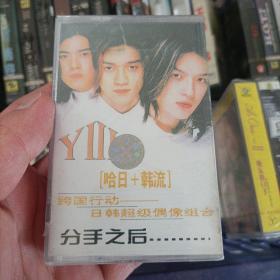 YIII
[哈日+韩流]
跨国行动——
日韩超级偶像组合
分手之后.........